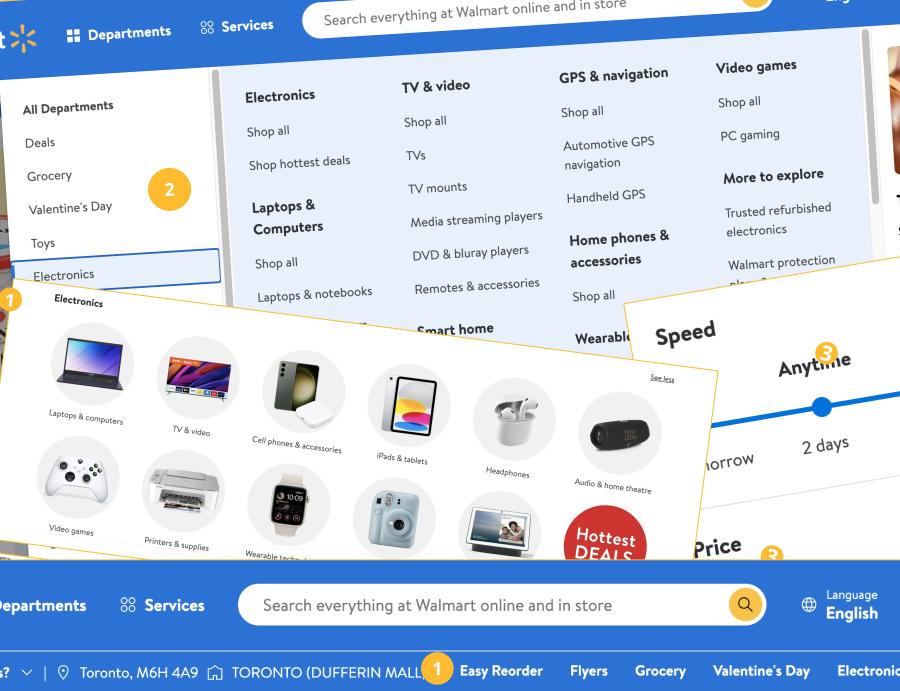 Departments
Services
Search everything at Walmart online and in store
All Departments
Deals
Grocery
Valentine's Day
Toys
Electronics
2
Electronics
Shop all
Shop hottest deals
Laptops &
Computers
Shop all
Laptops & notebooks
TV & video
Shop all
TVs
TV mounts
Media streaming players
DVD & bluray players
Remotes & accessories
Smart home
GPS & navigation
Shop all
Automotive GPS
navigation
Handheld GPS
Home phones &
accessories
Shop all
Wearabl
Video games
Shop all
PC gaming
More to explore
Trusted refurbished
electronics
Walmart protection
1
Electronics
See less
Laptops & computers
TV & video
Cell phones & accessories
iPads & tablets
Headphones
Audio & home theatre
Video games
Printers & supplies
Wearable
10:09
Hottest
DEALS
Speed
Anytime
3
2 days
Price
3
Departments
Services
Search everything at Walmart online and in store
Language
English
Toronto, M6H 4A9
TORONTO (DUFFERIN MALL
1
Easy Reorder
Flyers
Grocery
Valentine's Day
Electronic